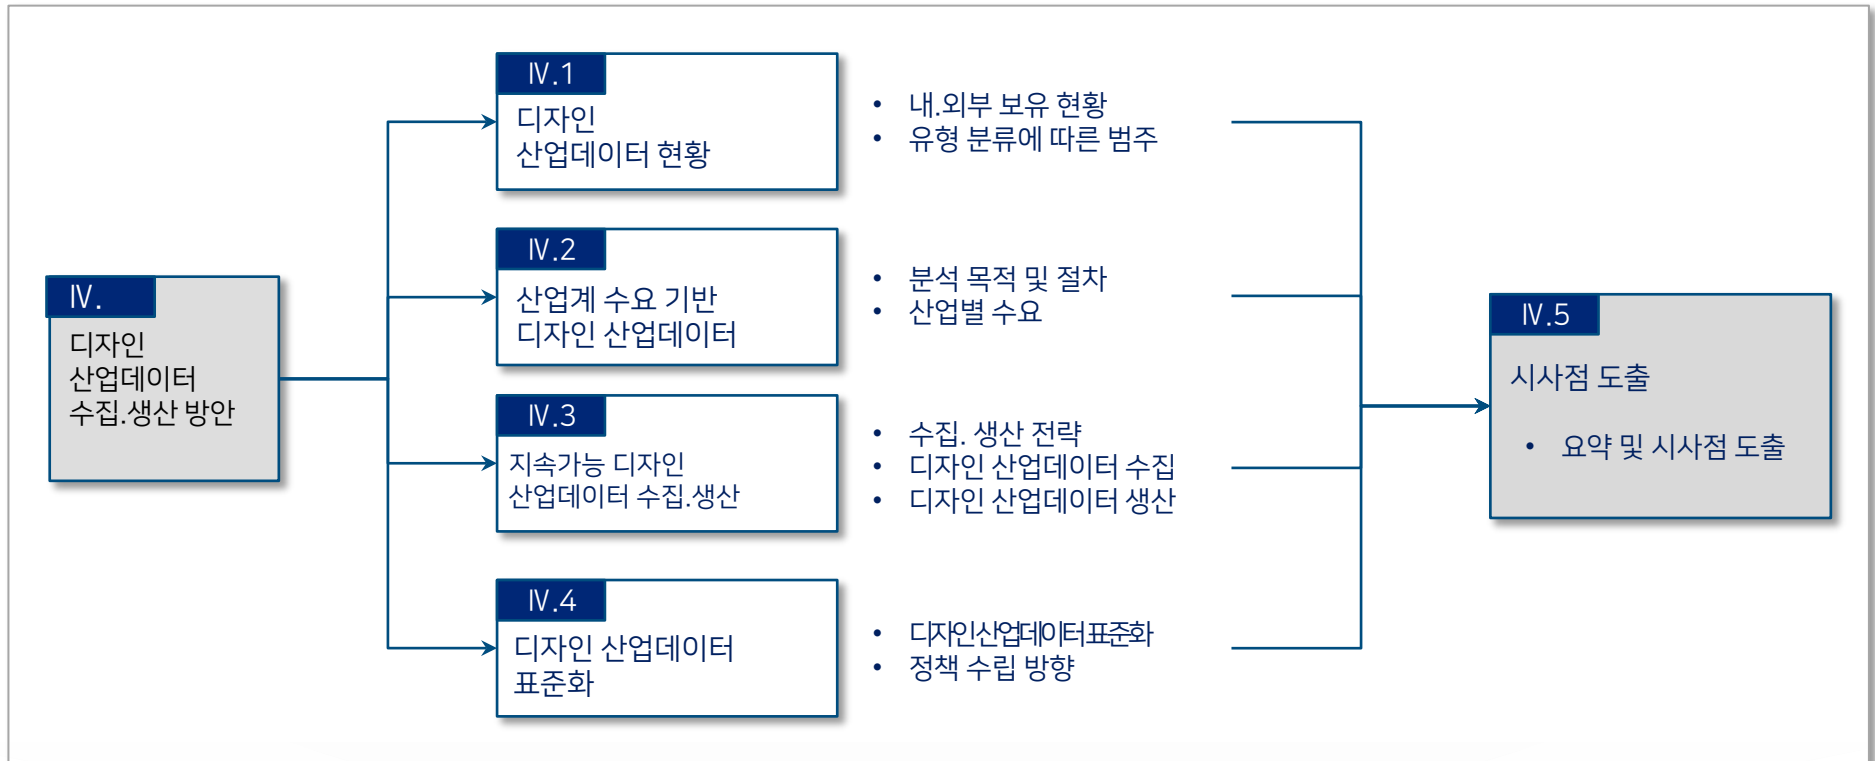 Ⅳ.
디자인
산업데이터
수집.생산 방안
Ⅳ.1
디자인
산업데이터 현황
• 내.외부 보유 현황
• 유형 분류에 따른 범주
Ⅳ.2
산업계 수요 기반
디자인 산업데이터
• 분석 목적 및 절차
• 산업별 수요
Ⅳ.3
지속가능 디자인
산업데이터 수집.생산
• 수집. 생산 전략
• 디자인 산업데이터 수집
• 디자인 산업데이터 생산
Ⅳ.4
디자인 산업데이터
표준화
• 디자인산업데이터표준화
• 정책 수립 방향
Ⅳ.5
시사점 도출
• 요약 및 시사점 도출